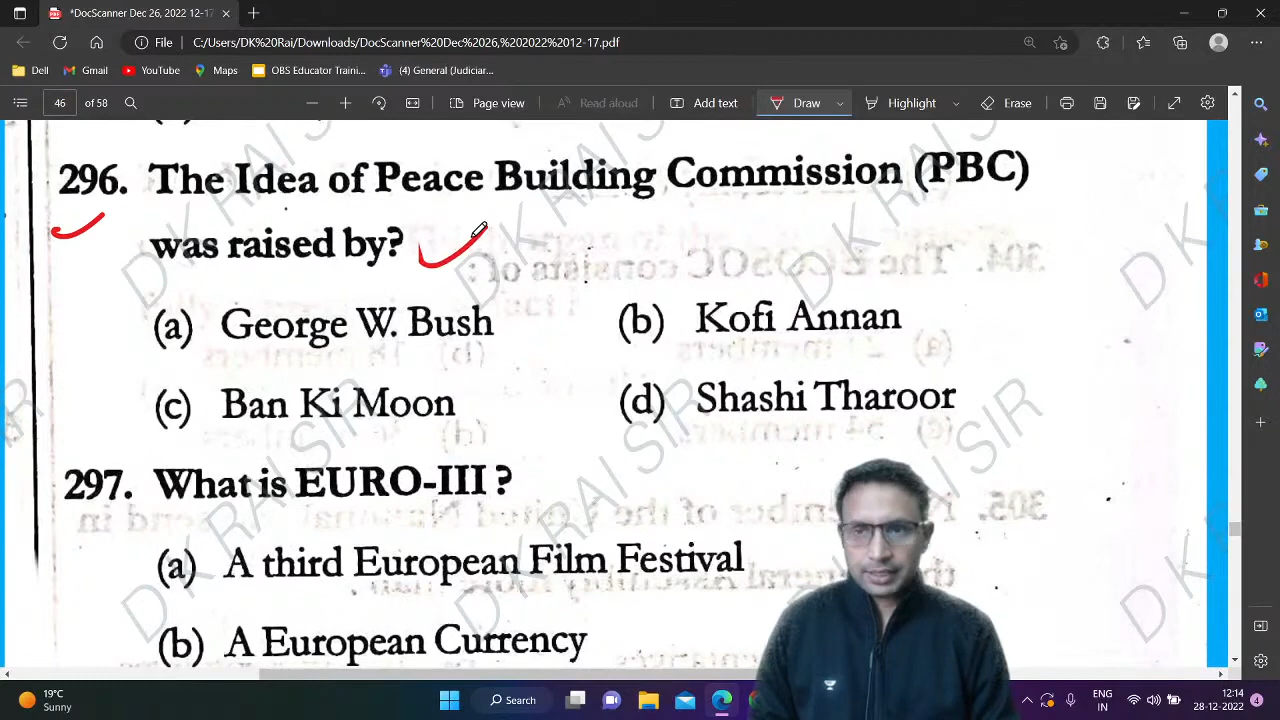 *DocScanner Dec 26, 2022 12-17
File
C:/Users/DK%20Rai/Downloads/DocScanner%20Dec%2026,%202022%2012-17.pdf
Dell
Gmail
YouTube
Maps
OBS Educator Traini...
(4) General (Judiciar...
46 of 58
Page view
Read aloud
Add text
Draw
Highlight
Erase
296. The Idea of Peace Building Commission (PBC)
was raised by?
(a) George W. Bush
(b) Kofi Annan
(c) Ban Ki Moon
(d) Shashi Tharoor
297. What is EURO-III ?
(a) A third European Film Festival
(b) A European Currency
D K RAI SIR
19°C
Sunny
Search
ENG
IN
12:14
28-12-2022
4